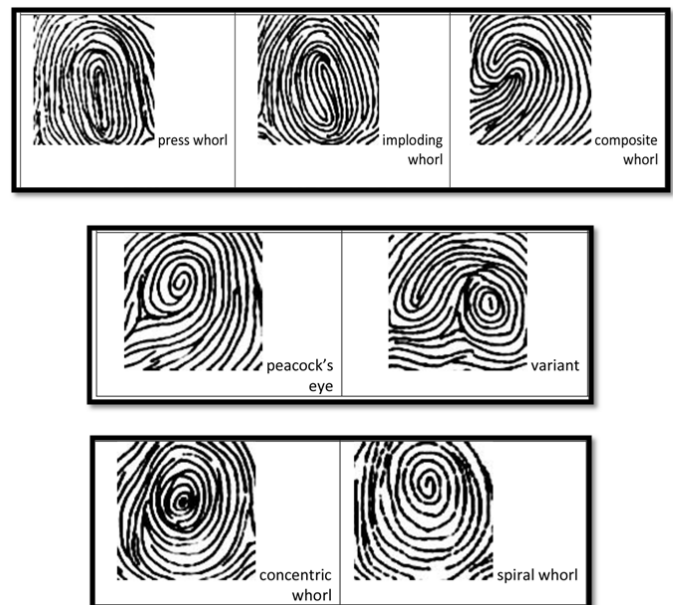 press whorl
imploding
whorl
composite
whorl
peacock’s
eye
variant
concentric
whorl
spiral whorl